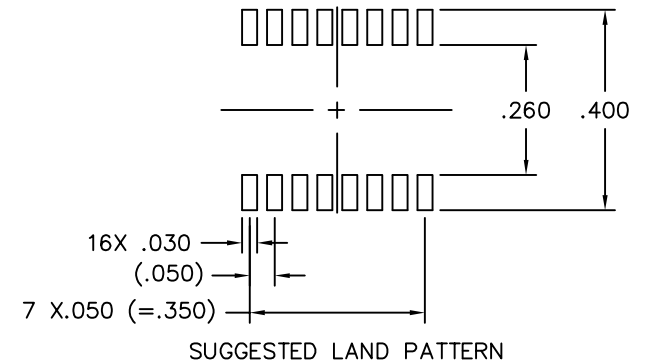 .260 .400
16X .030
(.050)
7 X.050 (=.350)
SUGGESTED LAND PATTERN